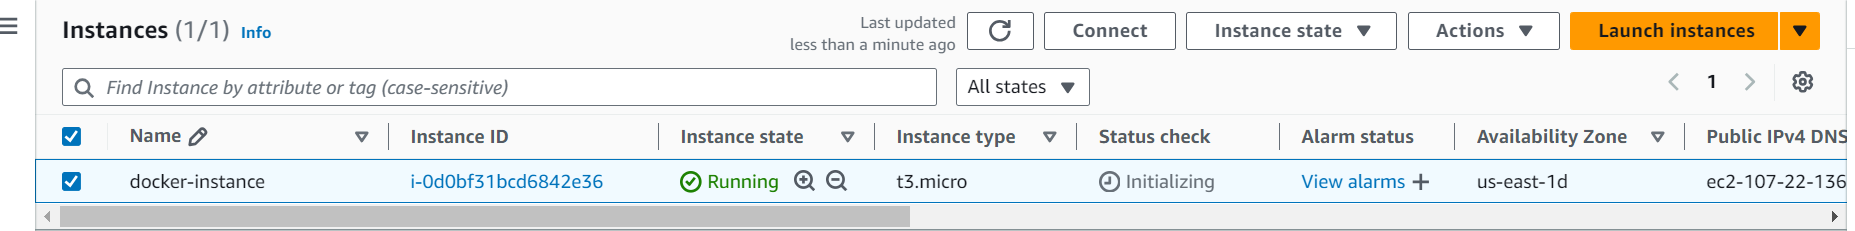 Instances (1/1) Info
Last updated
less than a minute ago
Connect
Instance state
Actions
Launch instances
Find Instance by attribute or tag (case-sensitive)
All states
1
Name Instance ID Instance state Instance type Status check Alarm status Availability Zone Public IPv4 DNS
docker-instance i-0d0bf31bcd6842e36 Running t3.micro Initializing View alarms + us-east-1d ec2-107-22-136